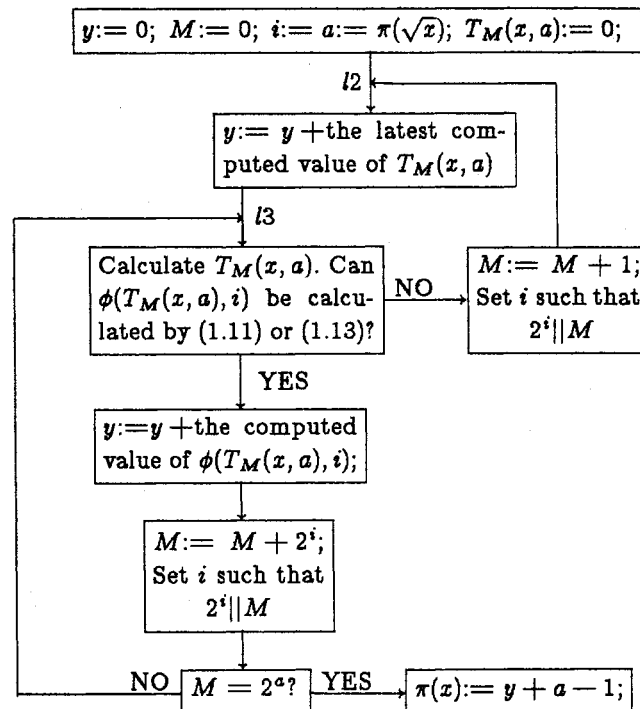 y:= 0; M:= 0; i:= a:= π(√x); T_M(x, a):= 0;
l2
y:= y +the latest com-
puted value of T_M(x, a)
l3
Calculate T_M(x, a). Can
ϕ(T_M(x, a), i) be calcu-
lated by (1.11) or (1.13)?
NO
M:= M + 1;
Set i such that
2^i||M
YES
y:=y +the computed
value of ϕ(T_M(x, a), i);
M:= M + 2^i;
Set i such that
2^i||M
NO
M = 2^a?
YES
π(x):= y + a − 1;